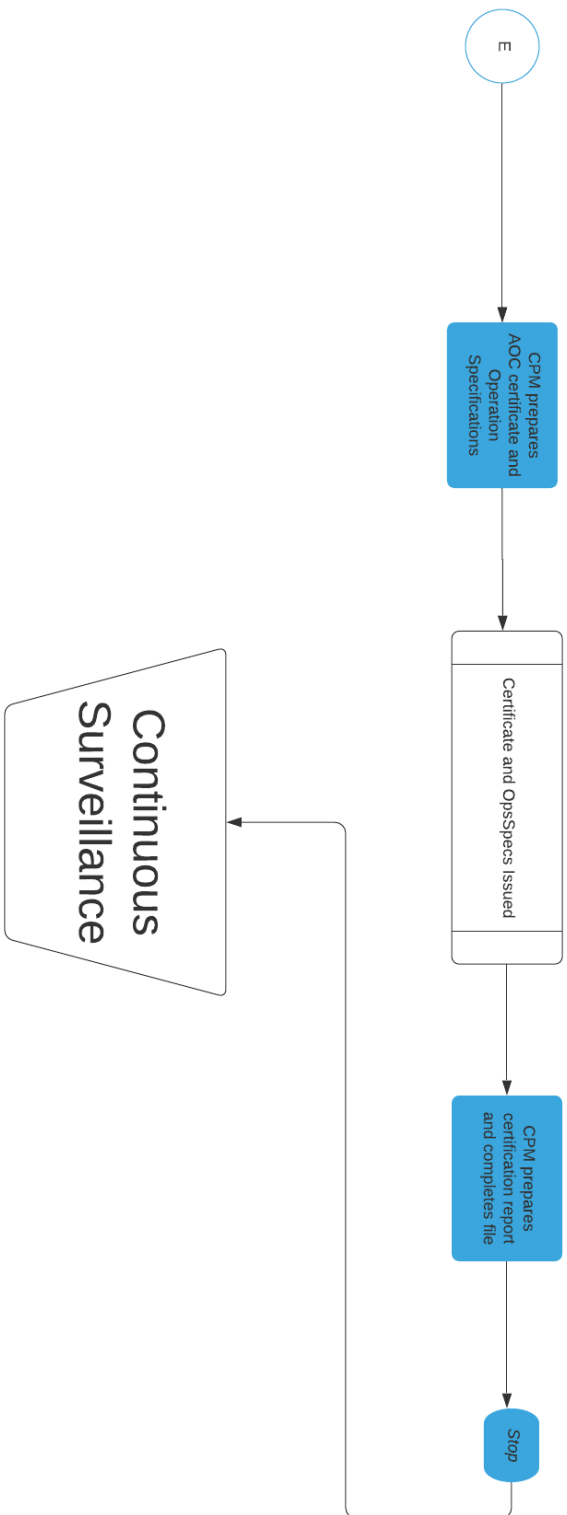 E
CPM prepares
AOC certificate and
Operation
Specifications
Certificate and OpsSpecs Issued
CPM prepares
certification report
and completes file
Stop
Continuous
Surveillance